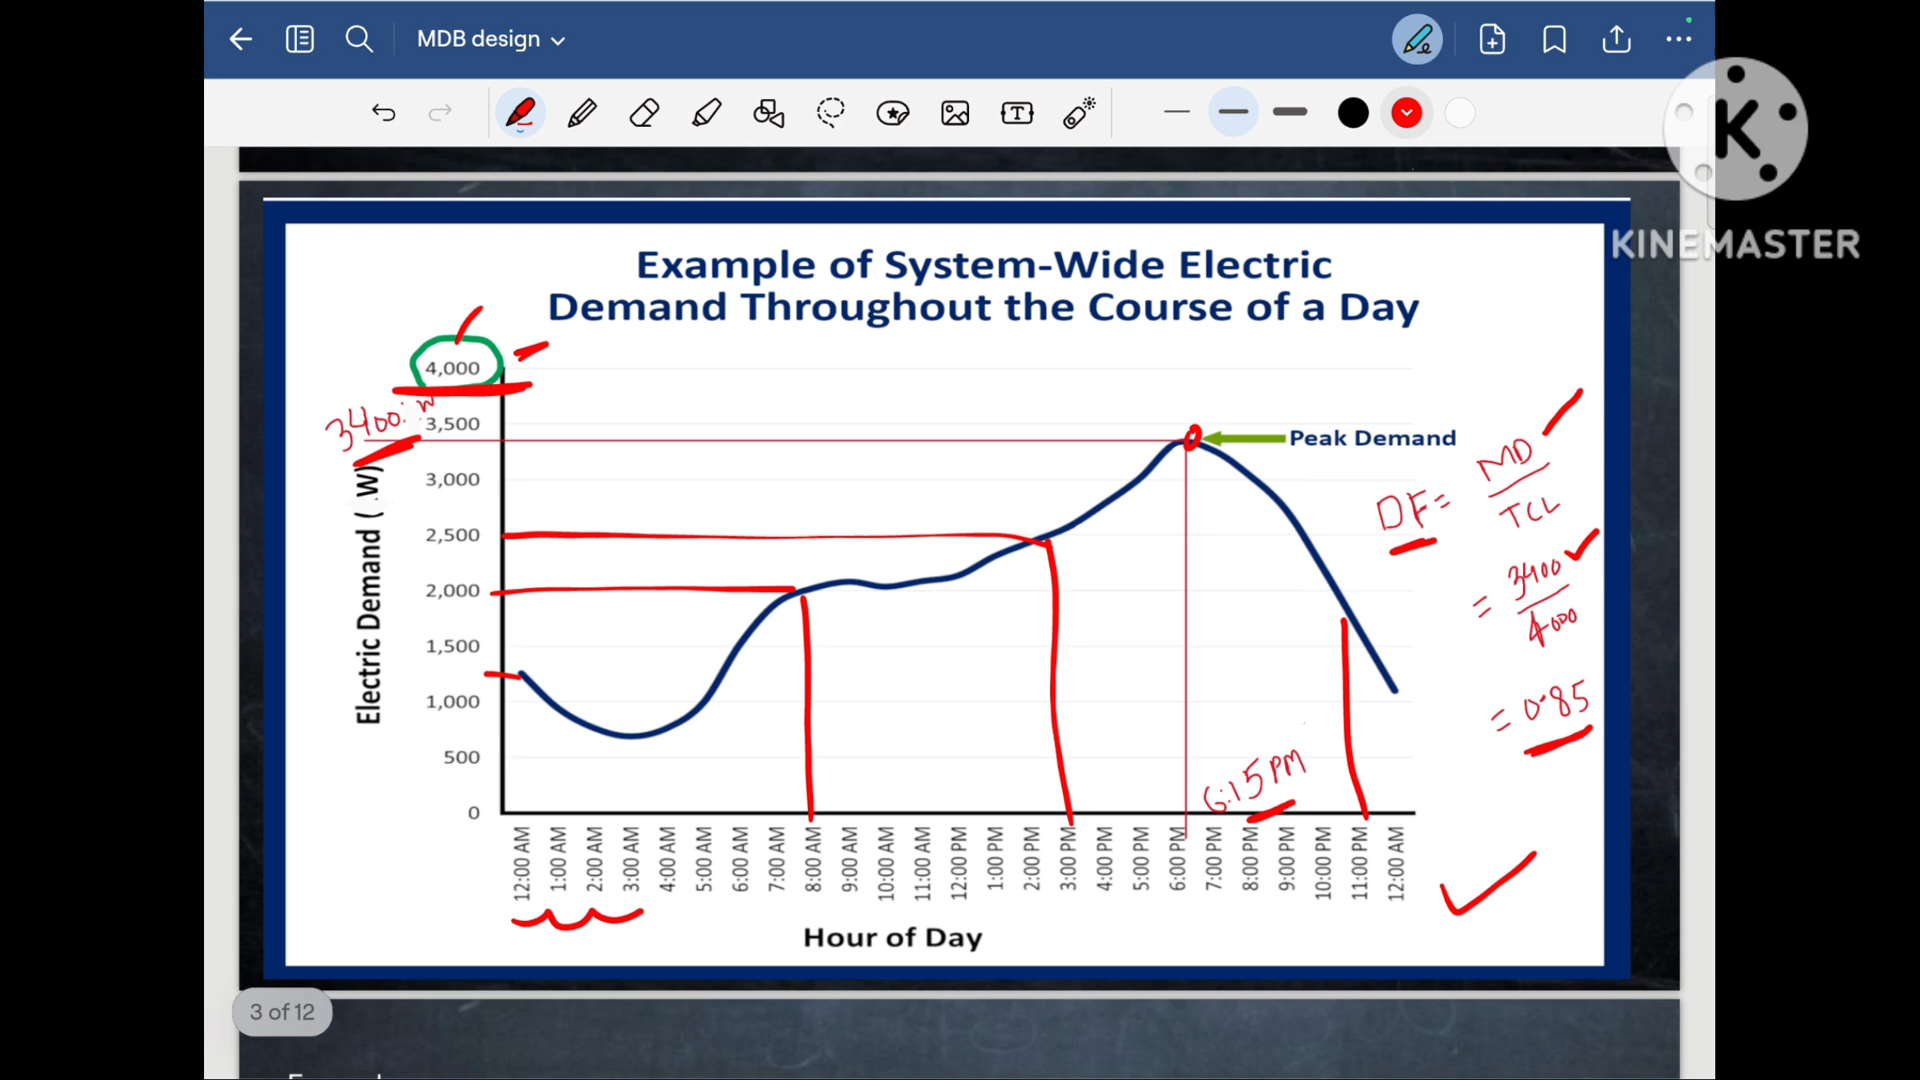 MDB design
K
KINEMASTER
Example of System-Wide Electric
Demand Throughout the Course of a Day
4,000
3400 W
3,500
3,000
2,500
2,000
1,500
1,000
500
0
Electric Demand ( .W)
Peak Demand
DF = MD
TCL
= 3400
4000
= 0.85
6:15 PM
12:00 AM
1:00 AM
2:00 AM
3:00 AM
4:00 AM
5:00 AM
6:00 AM
7:00 AM
8:00 AM
9:00 AM
10:00 AM
11:00 AM
12:00 PM
1:00 PM
2:00 PM
3:00 PM
4:00 PM
5:00 PM
6:00 PM
7:00 PM
8:00 PM
9:00 PM
10:00 PM
11:00 PM
12:00 AM
Hour of Day
3 of 12